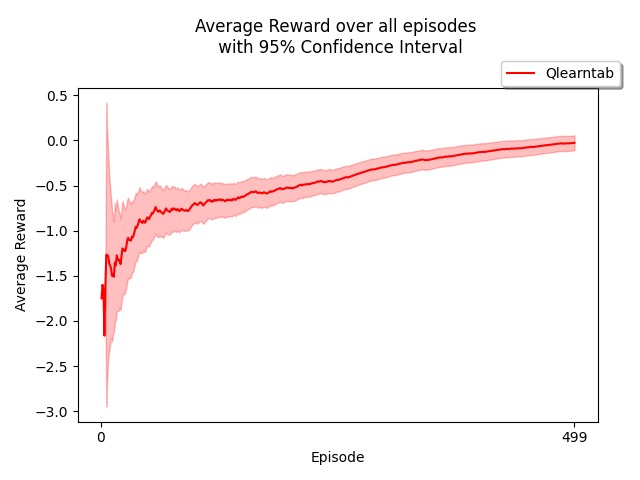 Average Reward over all episodes
with 95% Confidence Interval
Qlearntab
0.5
0.0
−0.5
−1.0
−1.5
−2.0
−2.5
−3.0
Average Reward
0
499
Episode